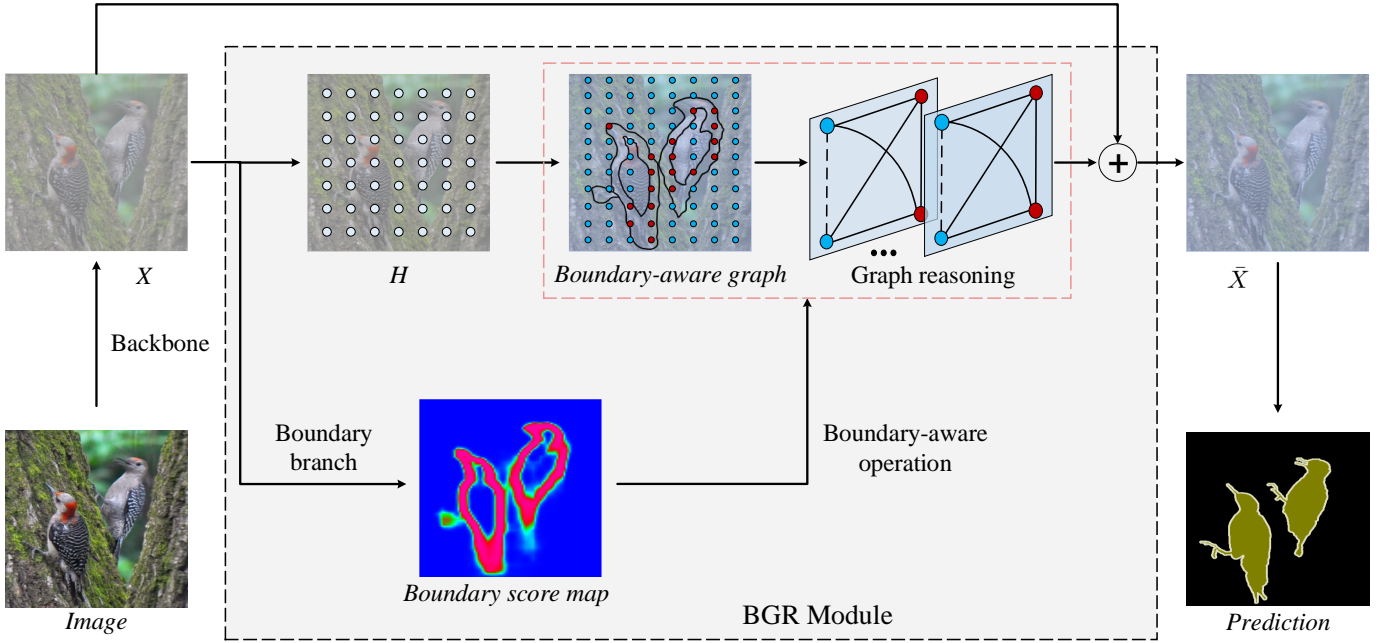 X
H
Boundary-aware graph
Graph reasoning
X̄
Backbone
Boundary
branch
Boundary-aware
operation
Image
Boundary score map
BGR Module
Prediction